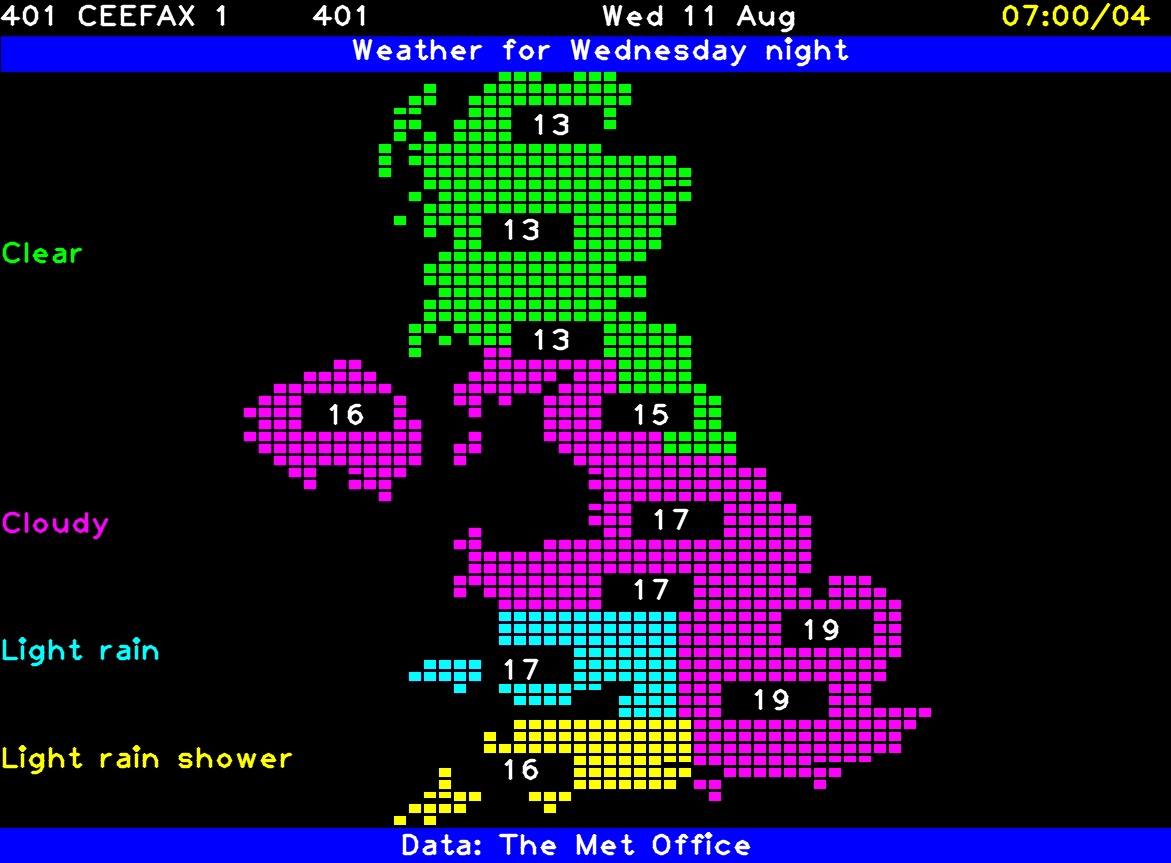 401 CEEFAX 1 401 Wed 11 Aug 07:00/04
Weather for Wednesday night
13
13
Clear
13
16 15
17
Cloudy
17
19
Light rain
17
19
Light rain shower
16
Data: The Met Office